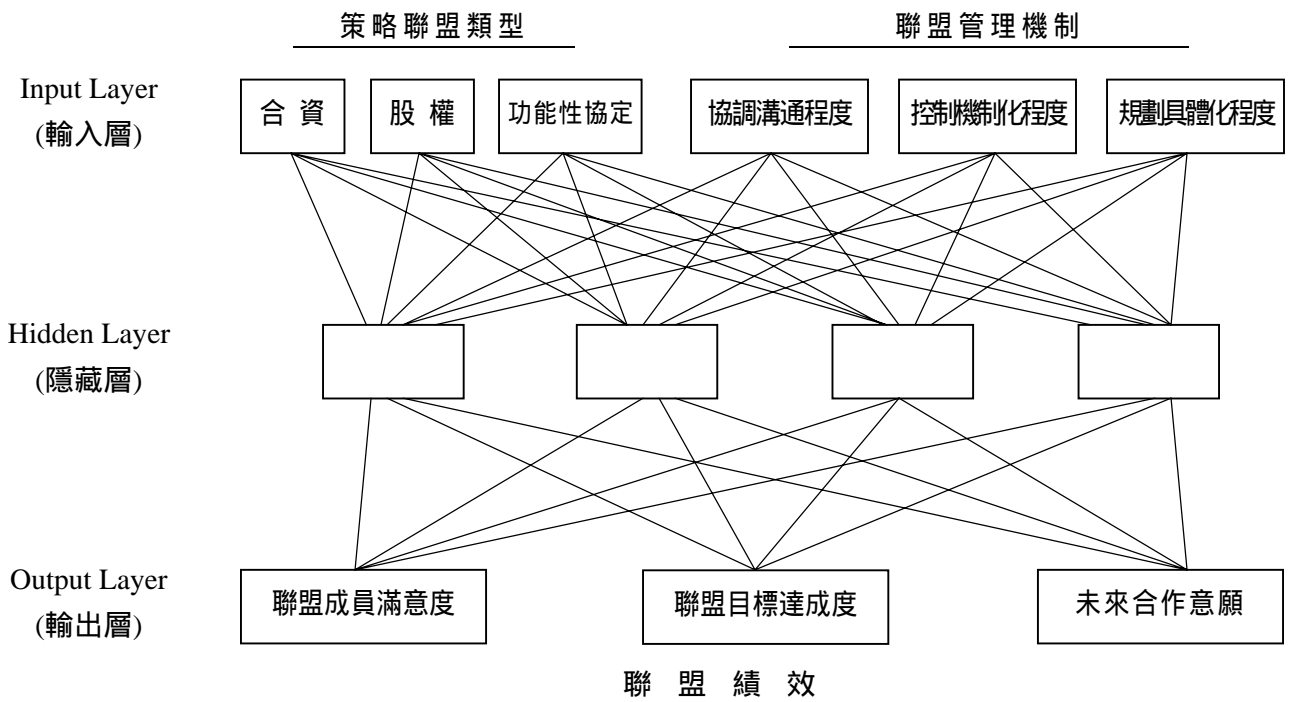 策略聯盟類型 聯盟管理機制
Input Layer
(輸入層)
合資 股權 功能性協定 協調溝通程度 控制機制化程度 規劃具體化程度
Hidden Layer
(隱藏層)
Output Layer
(輸出層)
聯盟成員滿意度 聯盟目標達成度 未來合作意願
聯盟績效